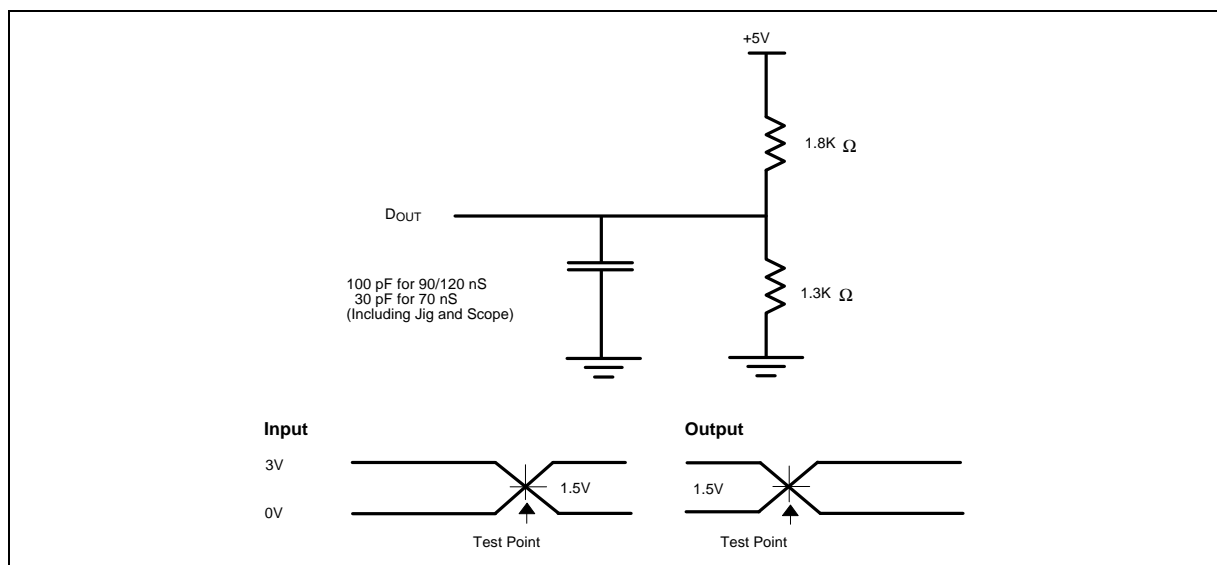 +5V
1.8K Ω
DOUT
100 pF for 90/120 nS
30 pF for 70 nS
(Including Jig and Scope)
1.3K Ω
Input
Output
3V
1.5V
1.5V
0V
Test Point
Test Point